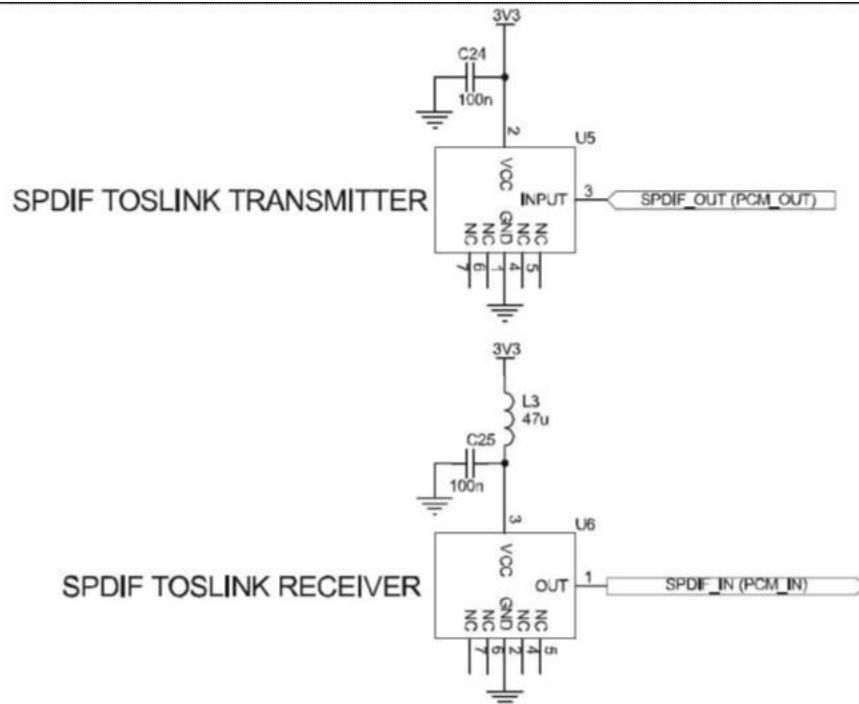 3V3
C24
100n
2
U5
VCC
SPDIF TOSLINK TRANSMITTER
INPUT
3
SPDIF_OUT (PCM_OUT)
NC NC GND NC NC
7 6 1 4 5
3V3
L3
47u
C25
100n
3
U6
VCC
SPDIF TOSLINK RECEIVER
OUT
1
SPDIF_IN (PCM_IN)
NC NC GND NC NC
7 6 2 4 5